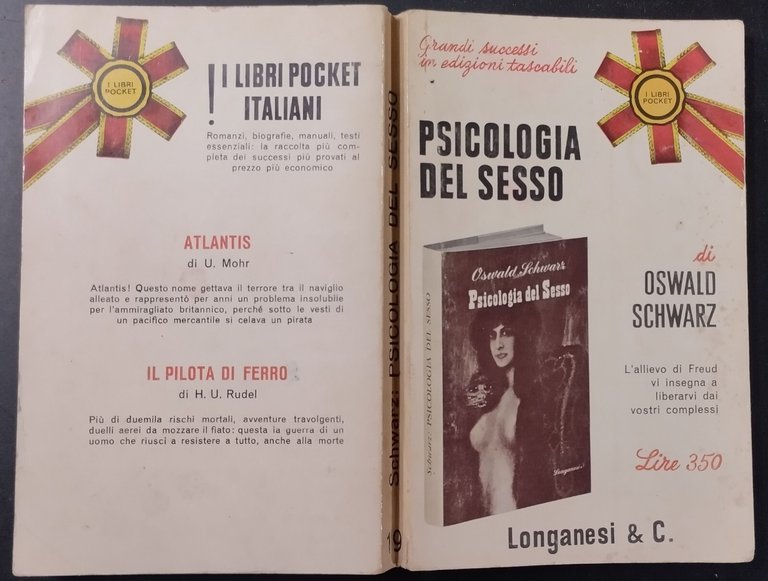 I LIBRI
POCKET
! I LIBRI POCKET
ITALIANI
Romanzi, biografie, manuali, testi
essenziali: la raccolta più com-
pleta dei successi più provati al
prezzo più economico
ATLANTIS
di U. Mohr
Atlantis! Questo nome gettava il terrore tra il naviglio
alleato e rappresentò per anni un problema insolubile
per l'ammiragliato britannico, perché sotto le vesti di
un pacifico mercantile si celava un pirata
IL PILOTA DI FERRO
di H. U. Rudel
Più di duemila rischi mortali, avventure travolgenti,
duelli aerei da mozzare il fiato: questa la guerra di un
uomo che riuscì a resistere a tutto, anche alla morte
Schwarz: PSICOLOGIA DEL SESSO
19
Grandi successi
in edizioni tascabili
I LIBRI
POCKET
PSICOLOGIA
DEL SESSO
di
OSWALD
SCHWARZ
L'allievo di Freud
vi insegna a
liberarvi dai
vostri complessi
Lire 350
Schwarz: PSICOLOGIA DEL SESSO
Oswald Schwarz
Psicologia del Sesso
Longanesi
Longanesi & C.